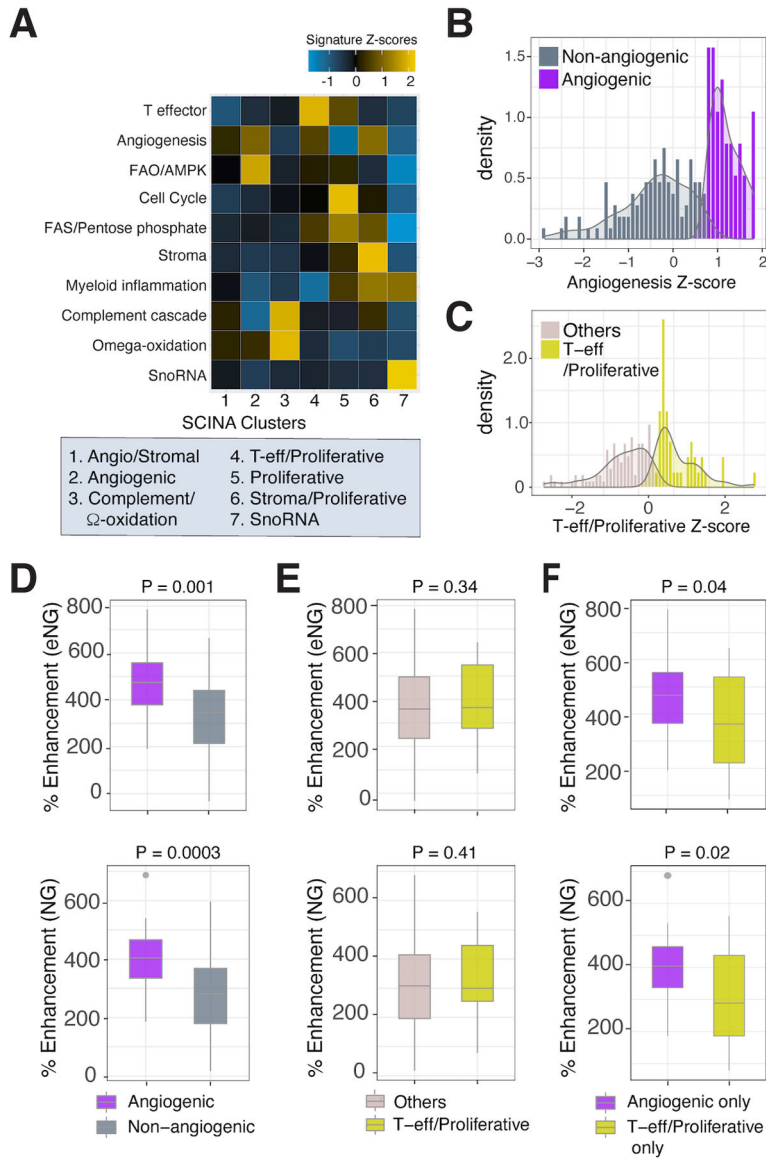 A
Signature Z-scores
-1 0 1 2
T effector
Angiogenesis
FAO/AMPK
Cell Cycle
FAS/Pentose phosphate
Stroma
Myeloid inflammation
Complement cascade
Omega-oxidation
SnoRNA
1 2 3 4 5 6 7
SCINA Clusters
1. Angio/Stromal
2. Angiogenic
3. Complement/
Ω-oxidation
4. T-eff/Proliferative
5. Proliferative
6. Stroma/Proliferative
7. SnoRNA
B
Non-angiogenic
Angiogenic
density
1.5
1.0
0.5
0.0
−3 −2 −1 0 1 2
Angiogenesis Z-score
C
Others
T−eff
/Proliferative
density
2.0
1.0
0
−2 0 2
T-eff/Proliferative Z-score
D
P = 0.001
% Enhancement (eNG)
800
600
400
200
0
P = 0.0003
% Enhancement (NG)
600
400
200
0
Angiogenic
Non−angiogenic
E
P = 0.34
% Enhancement (eNG)
800
600
400
200
0
P = 0.41
% Enhancement (NG)
600
400
200
0
Others
T−eff/Proliferative
F
P = 0.04
% Enhancement (eNG)
800
600
400
200
P = 0.02
% Enhancement (NG)
600
400
200
Angiogenic only
T−eff/Proliferative
only